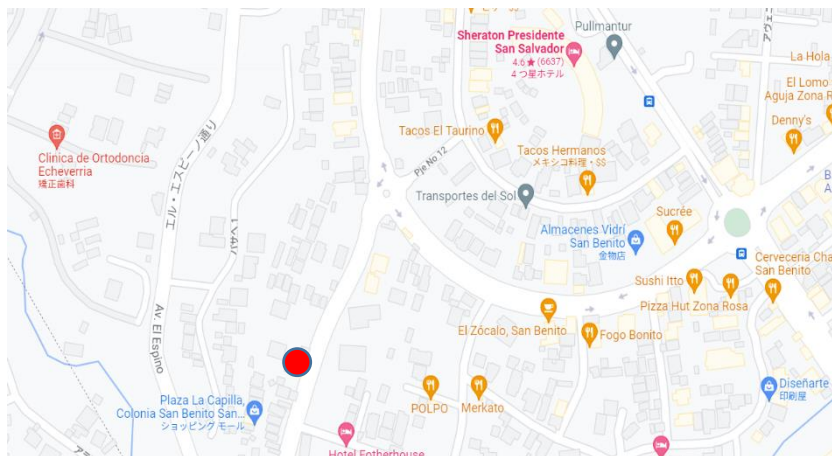 Pullmantur
Sheraton Presidente
San Salvador
4.6★(6637)
4 つ星ホテル
La Hola
El Lomo
Aguja Zona R
Denny's
Tacos El Taurino
Tacos Hermanos
メキシコ料理・$$
Pje No 12
Transportes del Sol
Clinica de Ortodoncia
Echeverria
矯正歯科
エル・エスピーノ通り
Sucrée
Almacenes Vidrí
San Benito
金物店
Cerveceria Cha
San Benito
Sushi Itto
Pizza Hut Zona Rosa
Av. El Espino
El Zócalo, San Benito
Fogo Bonito
POLPO
Merkato
Diseñarte
印刷屋
Plaza La Capilla,
Colonia San Benito San...
ショッピング モール
Hotel Fotherhouse